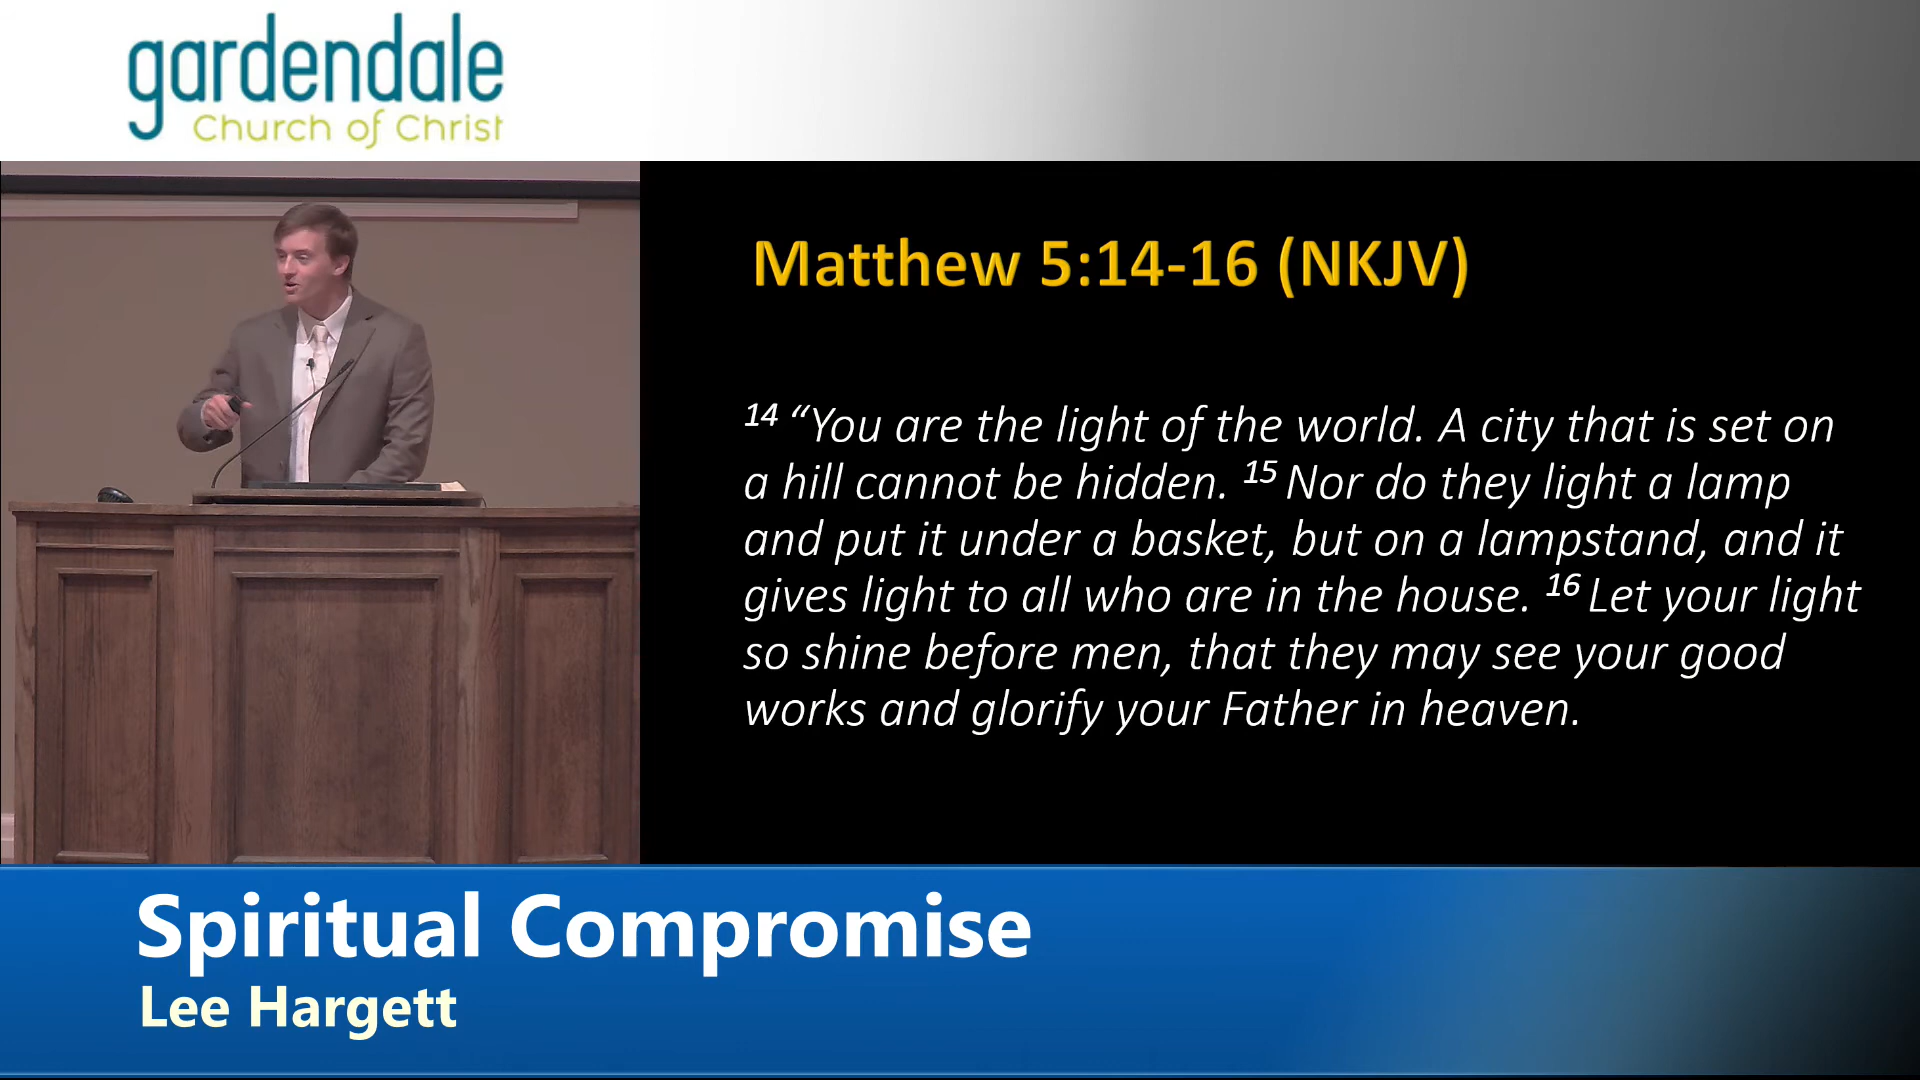 gardendale
Church of Christ
Matthew 5:14-16 (NKJV)
14 “You are the light of the world. A city that is set on
a hill cannot be hidden. 15 Nor do they light a lamp
and put it under a basket, but on a lampstand, and it
gives light to all who are in the house. 16 Let your light
so shine before men, that they may see your good
works and glorify your Father in heaven.
Spiritual Compromise
Lee Hargett